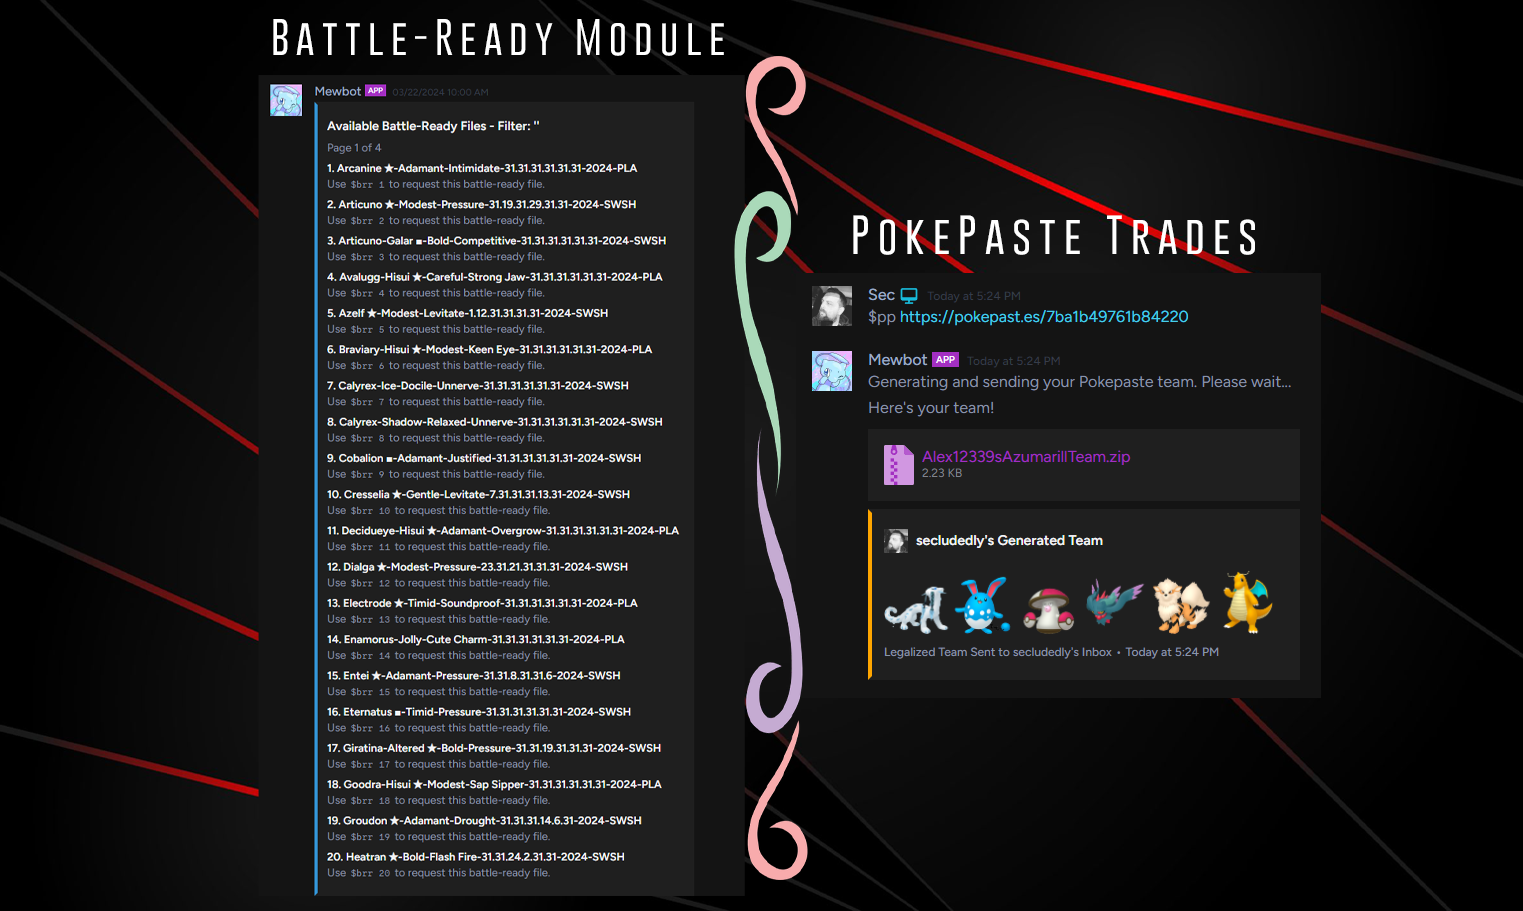 Battle-Ready Module
Mewbot APP 03/22/2024 10:00 AM
Available Battle-Ready Files - Filter: ''
Page 1 of 4
1. Arcanine ★-Adamant-Intimidate-31.31.31.31.31.31-2024-PLA
Use $brr 1 to request this battle-ready file.
2. Articuno ★-Modest-Pressure-31.19.31.29.31.31-2024-SWSH
Use $brr 2 to request this battle-ready file.
3. Articuno-Galar ■-Bold-Competitive-31.31.31.31.31.31-2024-SWSH
Use $brr 3 to request this battle-ready file.
4. Avalugg-Hisui ★-Careful-Strong Jaw-31.31.31.31.31.31-2024-PLA
Use $brr 4 to request this battle-ready file.
5. Azelf ★-Modest-Levitate-1.12.31.31.31.31-2024-SWSH
Use $brr 5 to request this battle-ready file.
6. Braviary-Hisui ★-Modest-Keen Eye-31.31.31.31.31.31-2024-PLA
Use $brr 6 to request this battle-ready file.
7. Calyrex-Ice-Docile-Unnerve-31.31.31.31.31.31-2024-SWSH
Use $brr 7 to request this battle-ready file.
8. Calyrex-Shadow-Relaxed-Unnerve-31.31.31.31.31.31-2024-SWSH
Use $brr 8 to request this battle-ready file.
9. Cobalion ■-Adamant-Justified-31.31.31.31.31.31-2024-SWSH
Use $brr 9 to request this battle-ready file.
10. Cresselia ★-Gentle-Levitate-7.31.31.31.13.31-2024-SWSH
Use $brr 10 to request this battle-ready file.
11. Decidueye-Hisui ★-Adamant-Overgrow-31.31.31.31.31.31-2024-PLA
Use $brr 11 to request this battle-ready file.
12. Dialga ★-Modest-Pressure-23.31.21.31.31.31-2024-SWSH
Use $brr 12 to request this battle-ready file.
13. Electrode ★-Timid-Soundproof-31.31.31.31.31.31-2024-PLA
Use $brr 13 to request this battle-ready file.
14. Enamorus-Jolly-Cute Charm-31.31.31.31.31.31-2024-PLA
Use $brr 14 to request this battle-ready file.
15. Entei ★-Adamant-Pressure-31.31.8.31.31.6-2024-SWSH
Use $brr 15 to request this battle-ready file.
16. Eternatus ■-Timid-Pressure-31.31.31.31.31.31-2024-SWSH
Use $brr 16 to request this battle-ready file.
17. Giratina-Altered ★-Bold-Pressure-31.31.19.31.31.31-2024-SWSH
Use $brr 17 to request this battle-ready file.
18. Goodra-Hisui ★-Modest-Sap Sipper-31.31.31.31.31.31-2024-PLA
Use $brr 18 to request this battle-ready file.
19. Groudon ★-Adamant-Drought-31.31.31.14.6.31-2024-SWSH
Use $brr 19 to request this battle-ready file.
20. Heatran ★-Bold-Flash Fire-31.31.24.2.31.31-2024-SWSH
Use $brr 20 to request this battle-ready file.
PokePaste Trades
Sec Today at 5:24 PM
$pp https://pokepast.es/7ba1b49761b84220
Mewbot APP Today at 5:24 PM
Generating and sending your Pokepaste team. Please wait...
Here's your team!
Alex12339sAzumarillTeam.zip
2.23 KB
secludedly's Generated Team
Legalized Team Sent to secludedly's Inbox • Today at 5:24 PM